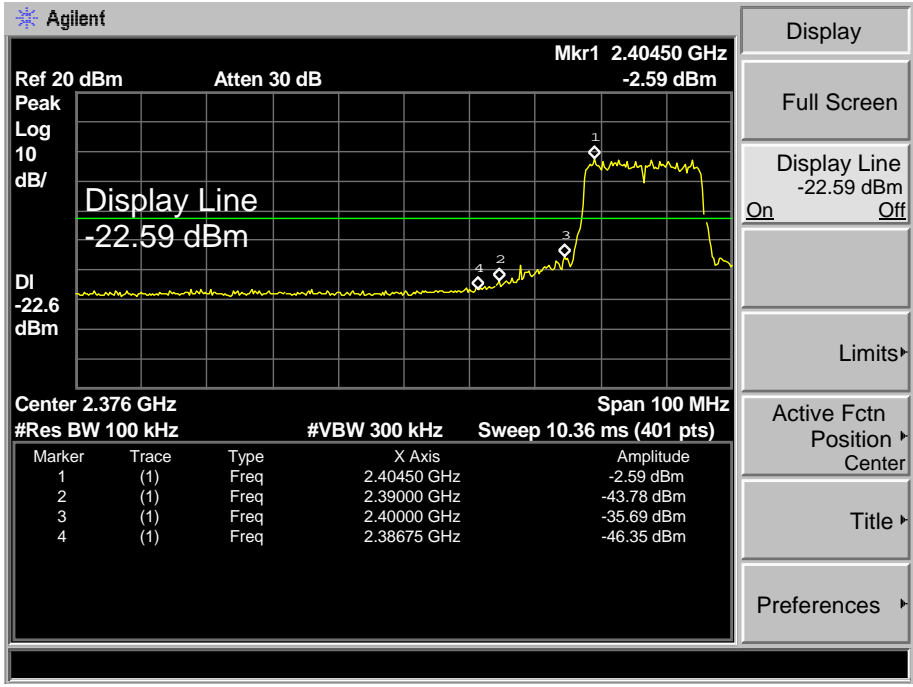 Agilent
Mkr1 2.40450 GHz
Ref 20 dBm Atten 30 dB -2.59 dBm
Peak
Log
10
dB/
1
Display Line
-22.59 dBm
3
2
4
DI
-22.6
dBm
Center 2.376 GHz Span 100 MHz
#Res BW 100 kHz #VBW 300 kHz Sweep 10.36 ms (401 pts)
Marker Trace Type X Axis Amplitude
1 (1) Freq 2.40450 GHz -2.59 dBm
2 (1) Freq 2.39000 GHz -43.78 dBm
3 (1) Freq 2.40000 GHz -35.69 dBm
4 (1) Freq 2.38675 GHz -46.35 dBm
Display
Full Screen
Display Line
-22.59 dBm
On Off
Limits
Active Fctn
Position
Center
Title
Preferences